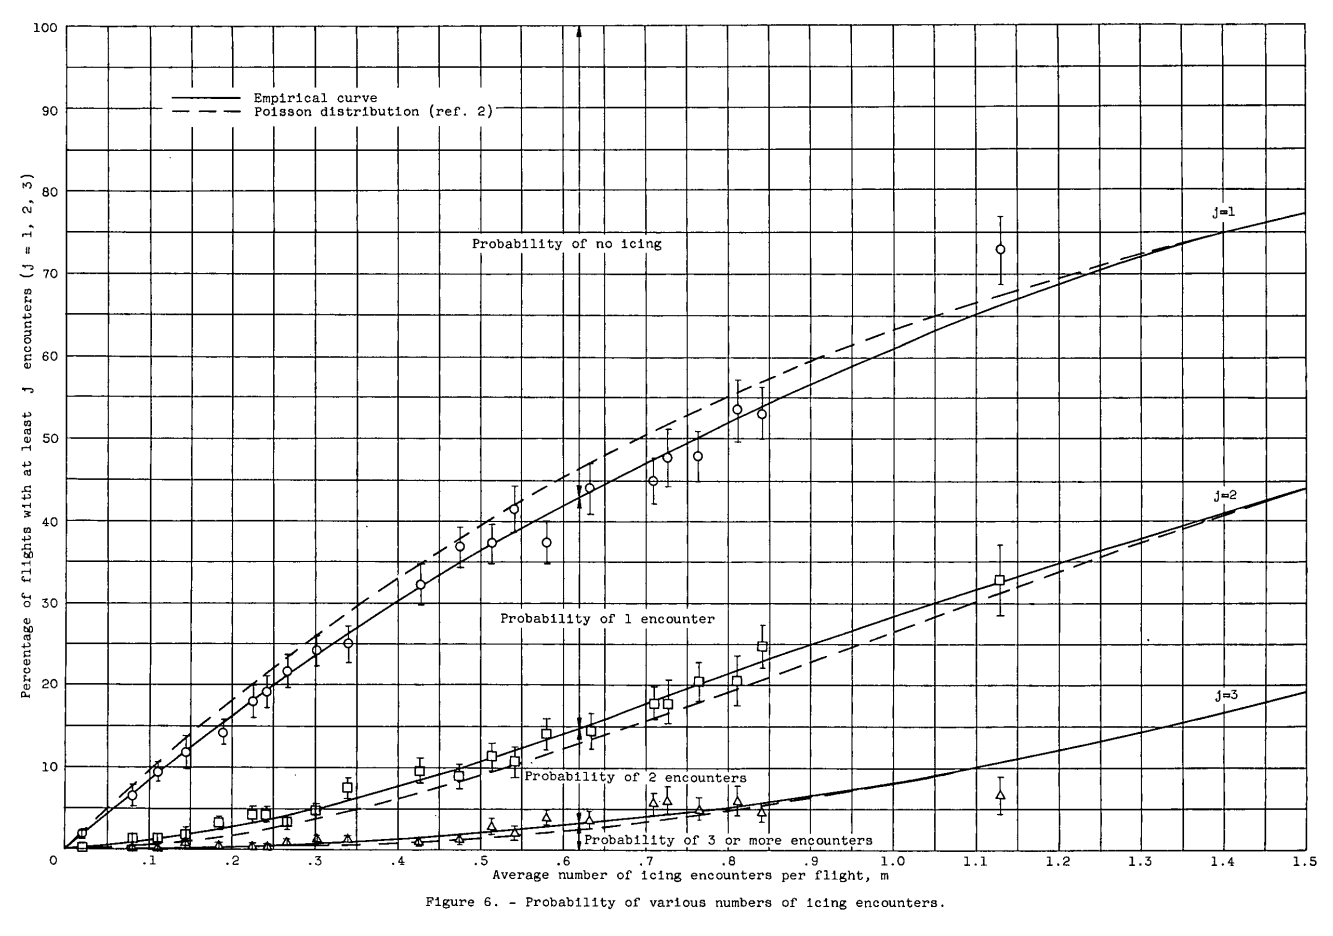 100
90
80
70
60
50
40
30
20
10
0
Percentage of flights with at least j encounters (j = 1, 2, 3)
Empirical curve
Poisson distribution (ref. 2)
Probability of no icing
j=1
j=2
Probability of 1 encounter
j=3
Probability of 2 encounters
Probability of 3 or more encounters
.1 .2 .3 .4 .5 .6 .7 .8 .9 1.0 1.1 1.2 1.3 1.4 1.5
Average number of icing encounters per flight, m
Figure 6. - Probability of various numbers of icing encounters.